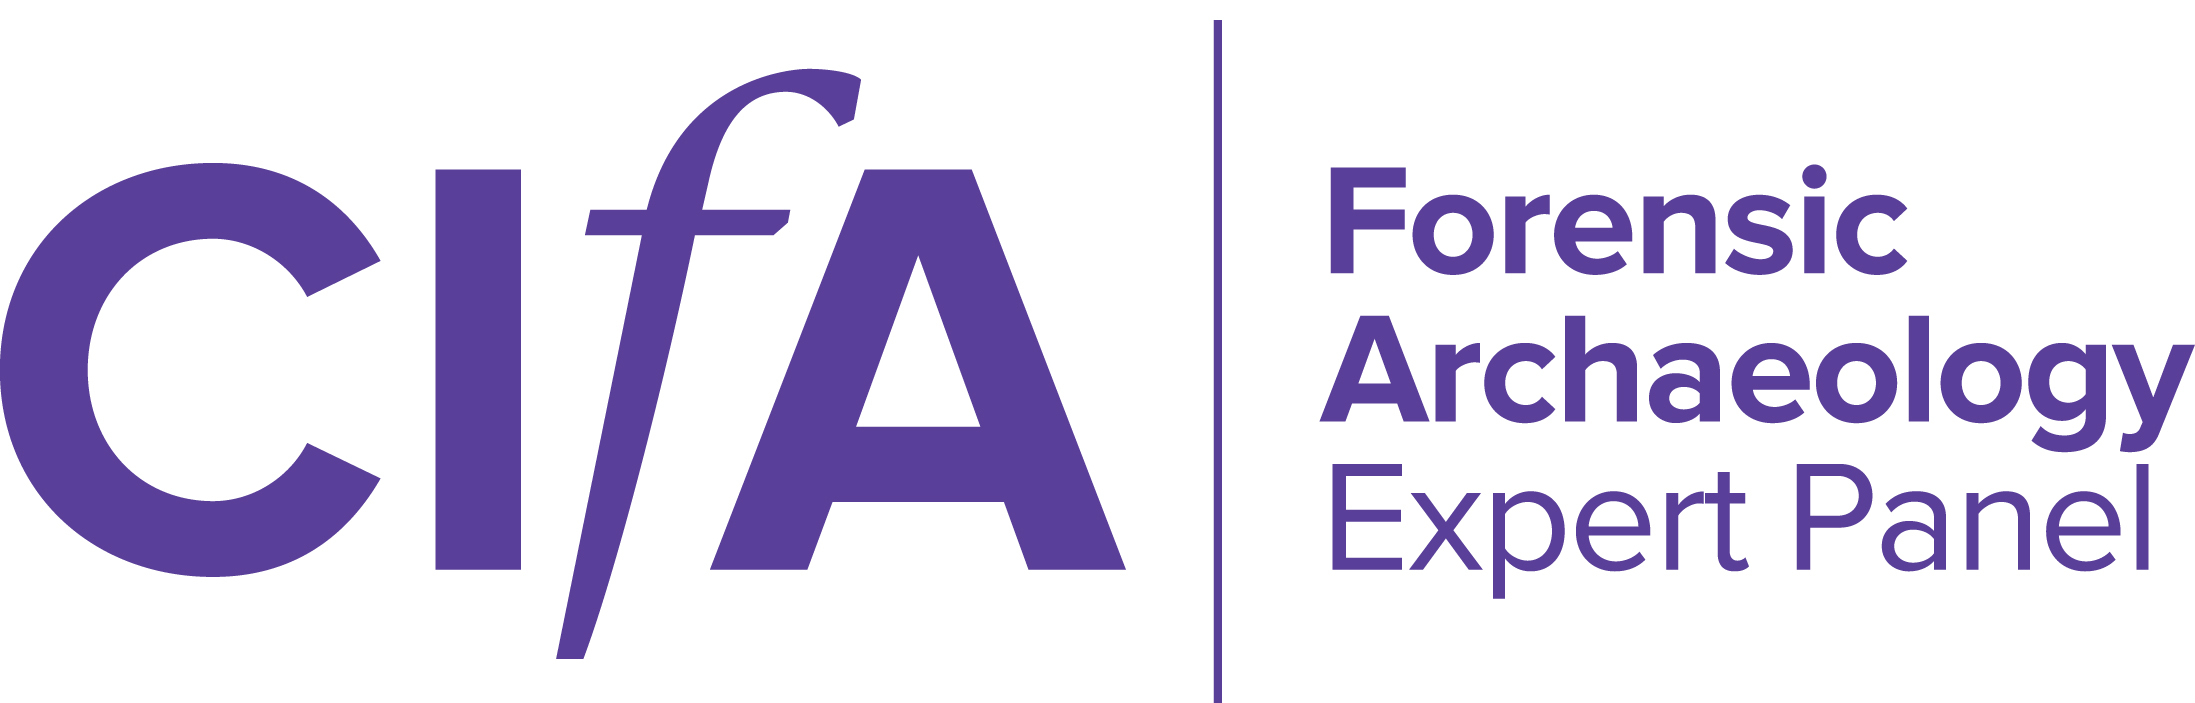 CIfA
Forensic
Archaeology
Expert Panel